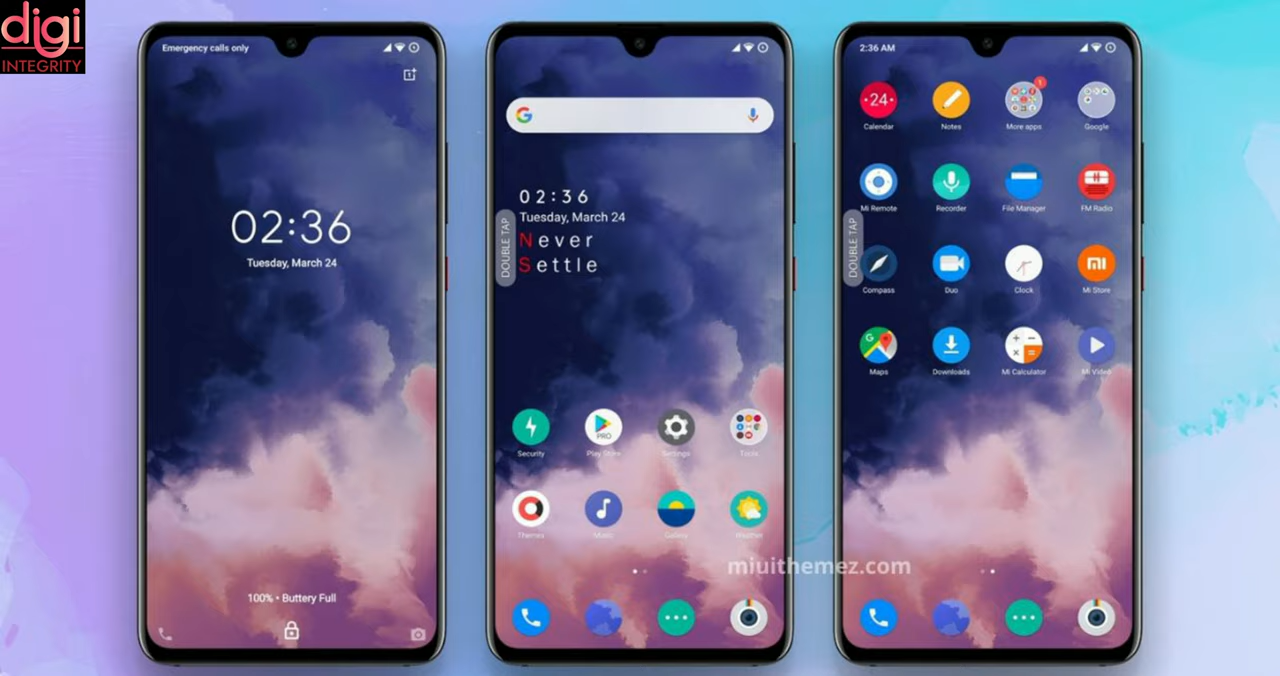 digi
INTEGRITY
Emergency calls only
02:36
Tuesday, March 24
100% • Buttery Full
02:36
Tuesday, March 24
Never
Settle
DOUBLE TAP
Security
Play Store
PRO
Settings
Tools
Themes
Music
Gallery
Weather
2:36 AM
24
Calendar
Notes
1
More apps
Google
Mi Remote
Recorder
File Manager
FM Radio
DOUBLE TAP
Compass
Duo
Clock
Mi Store
Maps
Downloads
Mi Calculator
Mi Video
miuithemez.com